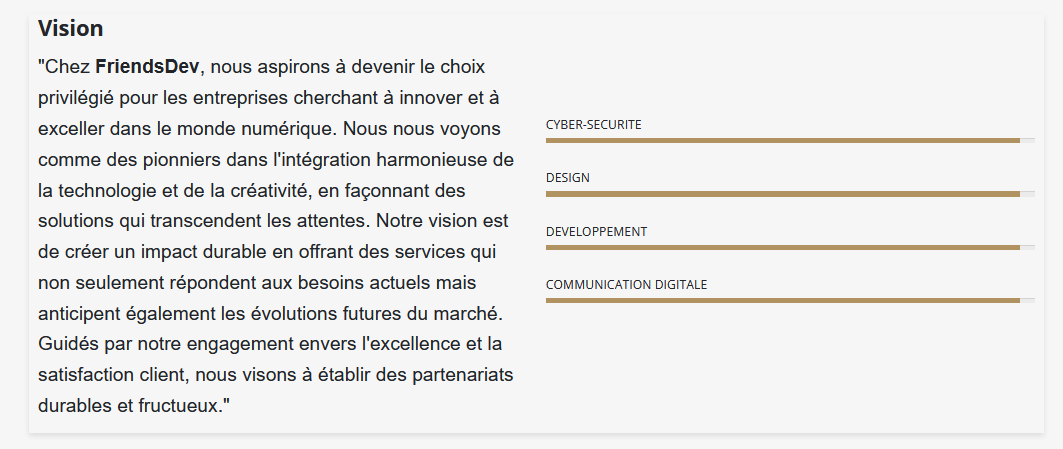 Vision
"Chez FriendsDev, nous aspirons à devenir le choix
privilégié pour les entreprises cherchant à innover et à
exceller dans le monde numérique. Nous nous voyons
comme des pionniers dans l'intégration harmonieuse de
la technologie et de la créativité, en façonnant des
solutions qui transcendent les attentes. Notre vision est
de créer un impact durable en offrant des services qui
non seulement répondent aux besoins actuels mais
anticipent également les évolutions futures du marché.
Guidés par notre engagement envers l'excellence et la
satisfaction client, nous visons à établir des partenariats
durables et fructueux."
CYBER-SECURITE
DESIGN
DEVELOPPEMENT
COMMUNICATION DIGITALE